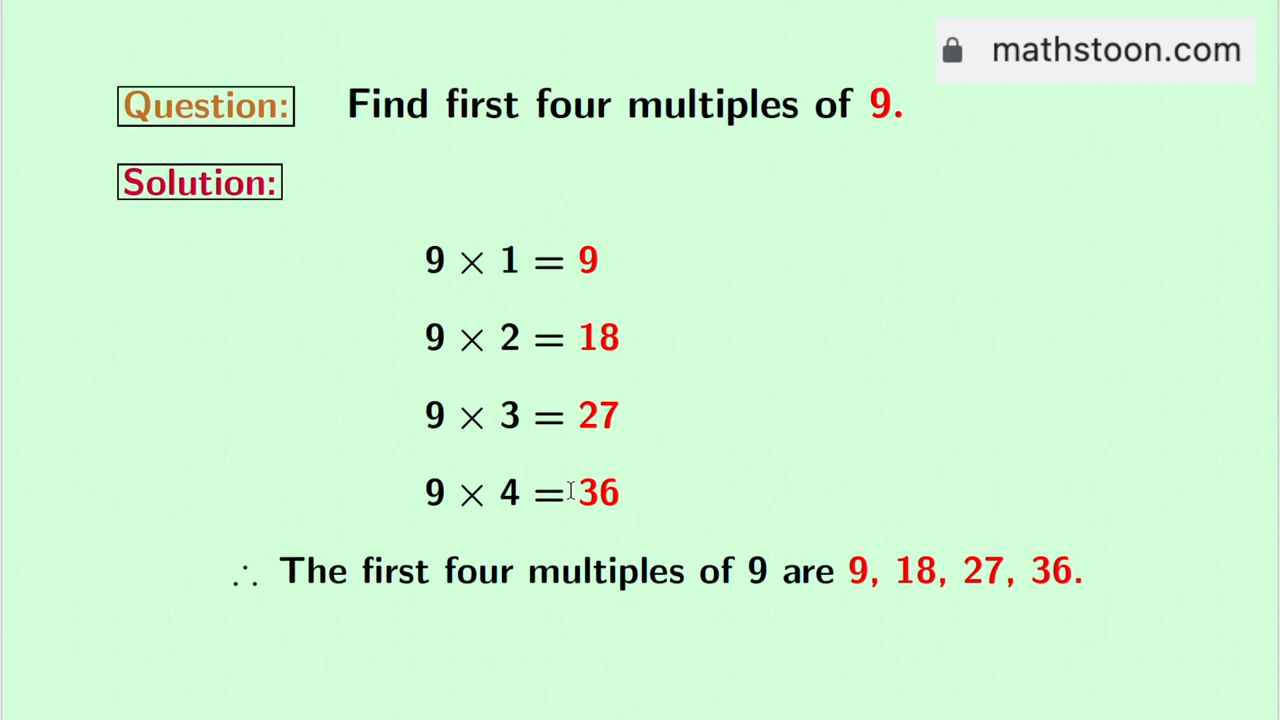 mathstoon.com
Question: Find first four multiples of 9.
Solution:
9 × 1 = 9
9 × 2 = 18
9 × 3 = 27
9 × 4 = 36
∴ The first four multiples of 9 are 9, 18, 27, 36.